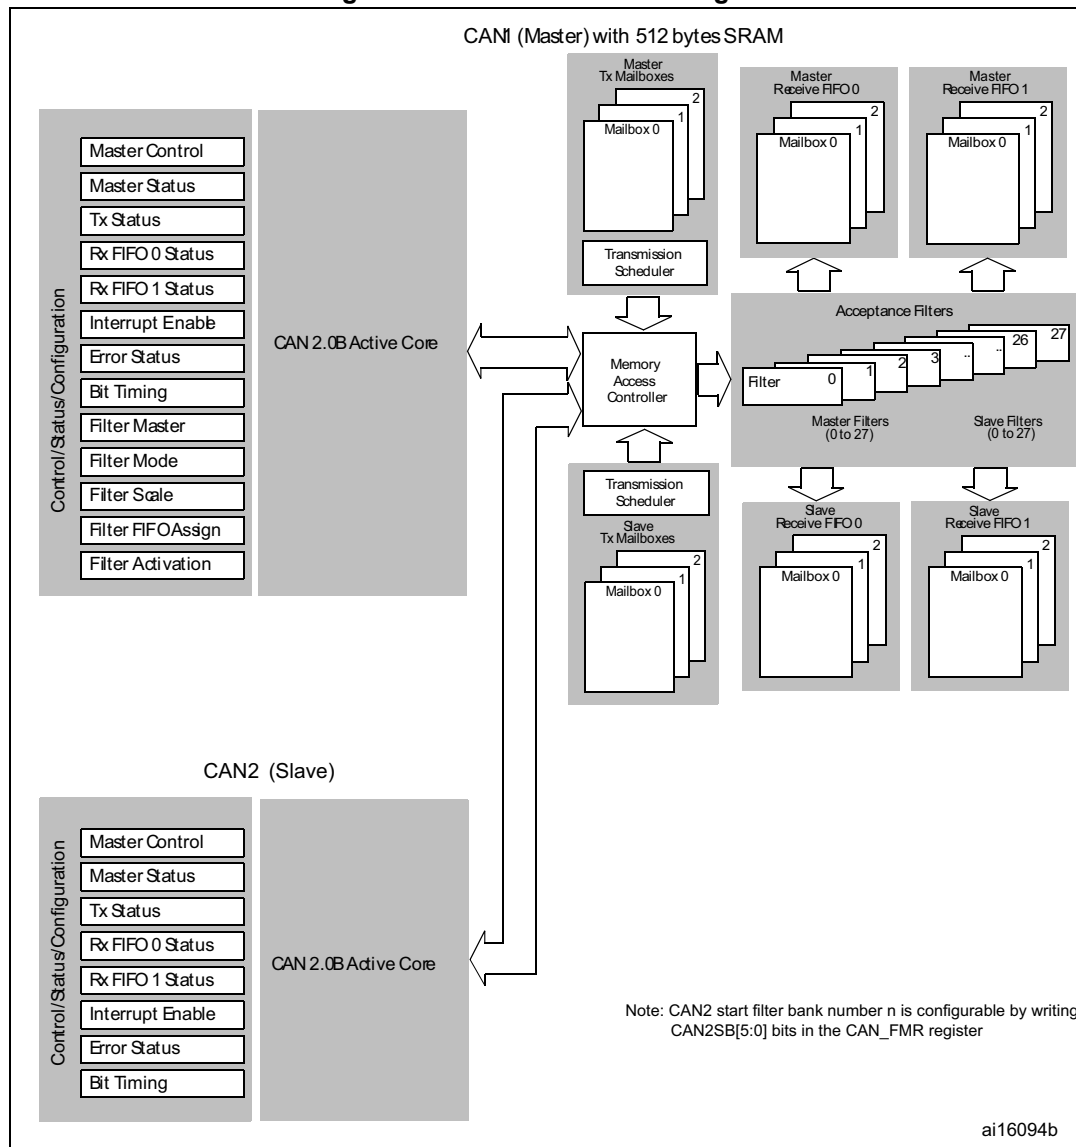 CAN1 (Master) with 512 bytes SRAM
Control/Status/Configuration
Master Control
Master Status
Tx Status
Rx FIFO 0 Status
Rx FIFO 1 Status
Interrupt Enable
Error Status
Bit Timing
Filter Master
Filter Mode
Filter Scale
Filter FIFO Assign
Filter Activation
CAN 2.0B Active Core
Master
Tx Mailboxes
2
1
Mailbox 0
Transmission
Scheduler
Master
Receive FIFO 0
2
1
Mailbox 0
Master
Receive FIFO 1
2
1
Mailbox 0
Memory
Access
Controller
Acceptance Filters
Filter 0
1
2
3
..
..
26
27
Master Filters
(0 to 27)
Slave Filters
(0 to 27)
Transmission
Scheduler
Slave
Tx Mailboxes
2
1
Mailbox 0
Slave
Receive FIFO 0
2
1
Mailbox 0
Slave
Receive FIFO 1
2
1
Mailbox 0
CAN2 (Slave)
Control/Status/Configuration
Master Control
Master Status
Tx Status
Rx FIFO 0 Status
Rx FIFO 1 Status
Interrupt Enable
Error Status
Bit Timing
CAN 2.0B Active Core
Note: CAN2 start filter bank number n is configurable by writing
CAN2SB[5:0] bits in the CAN_FMR register
ai16094b